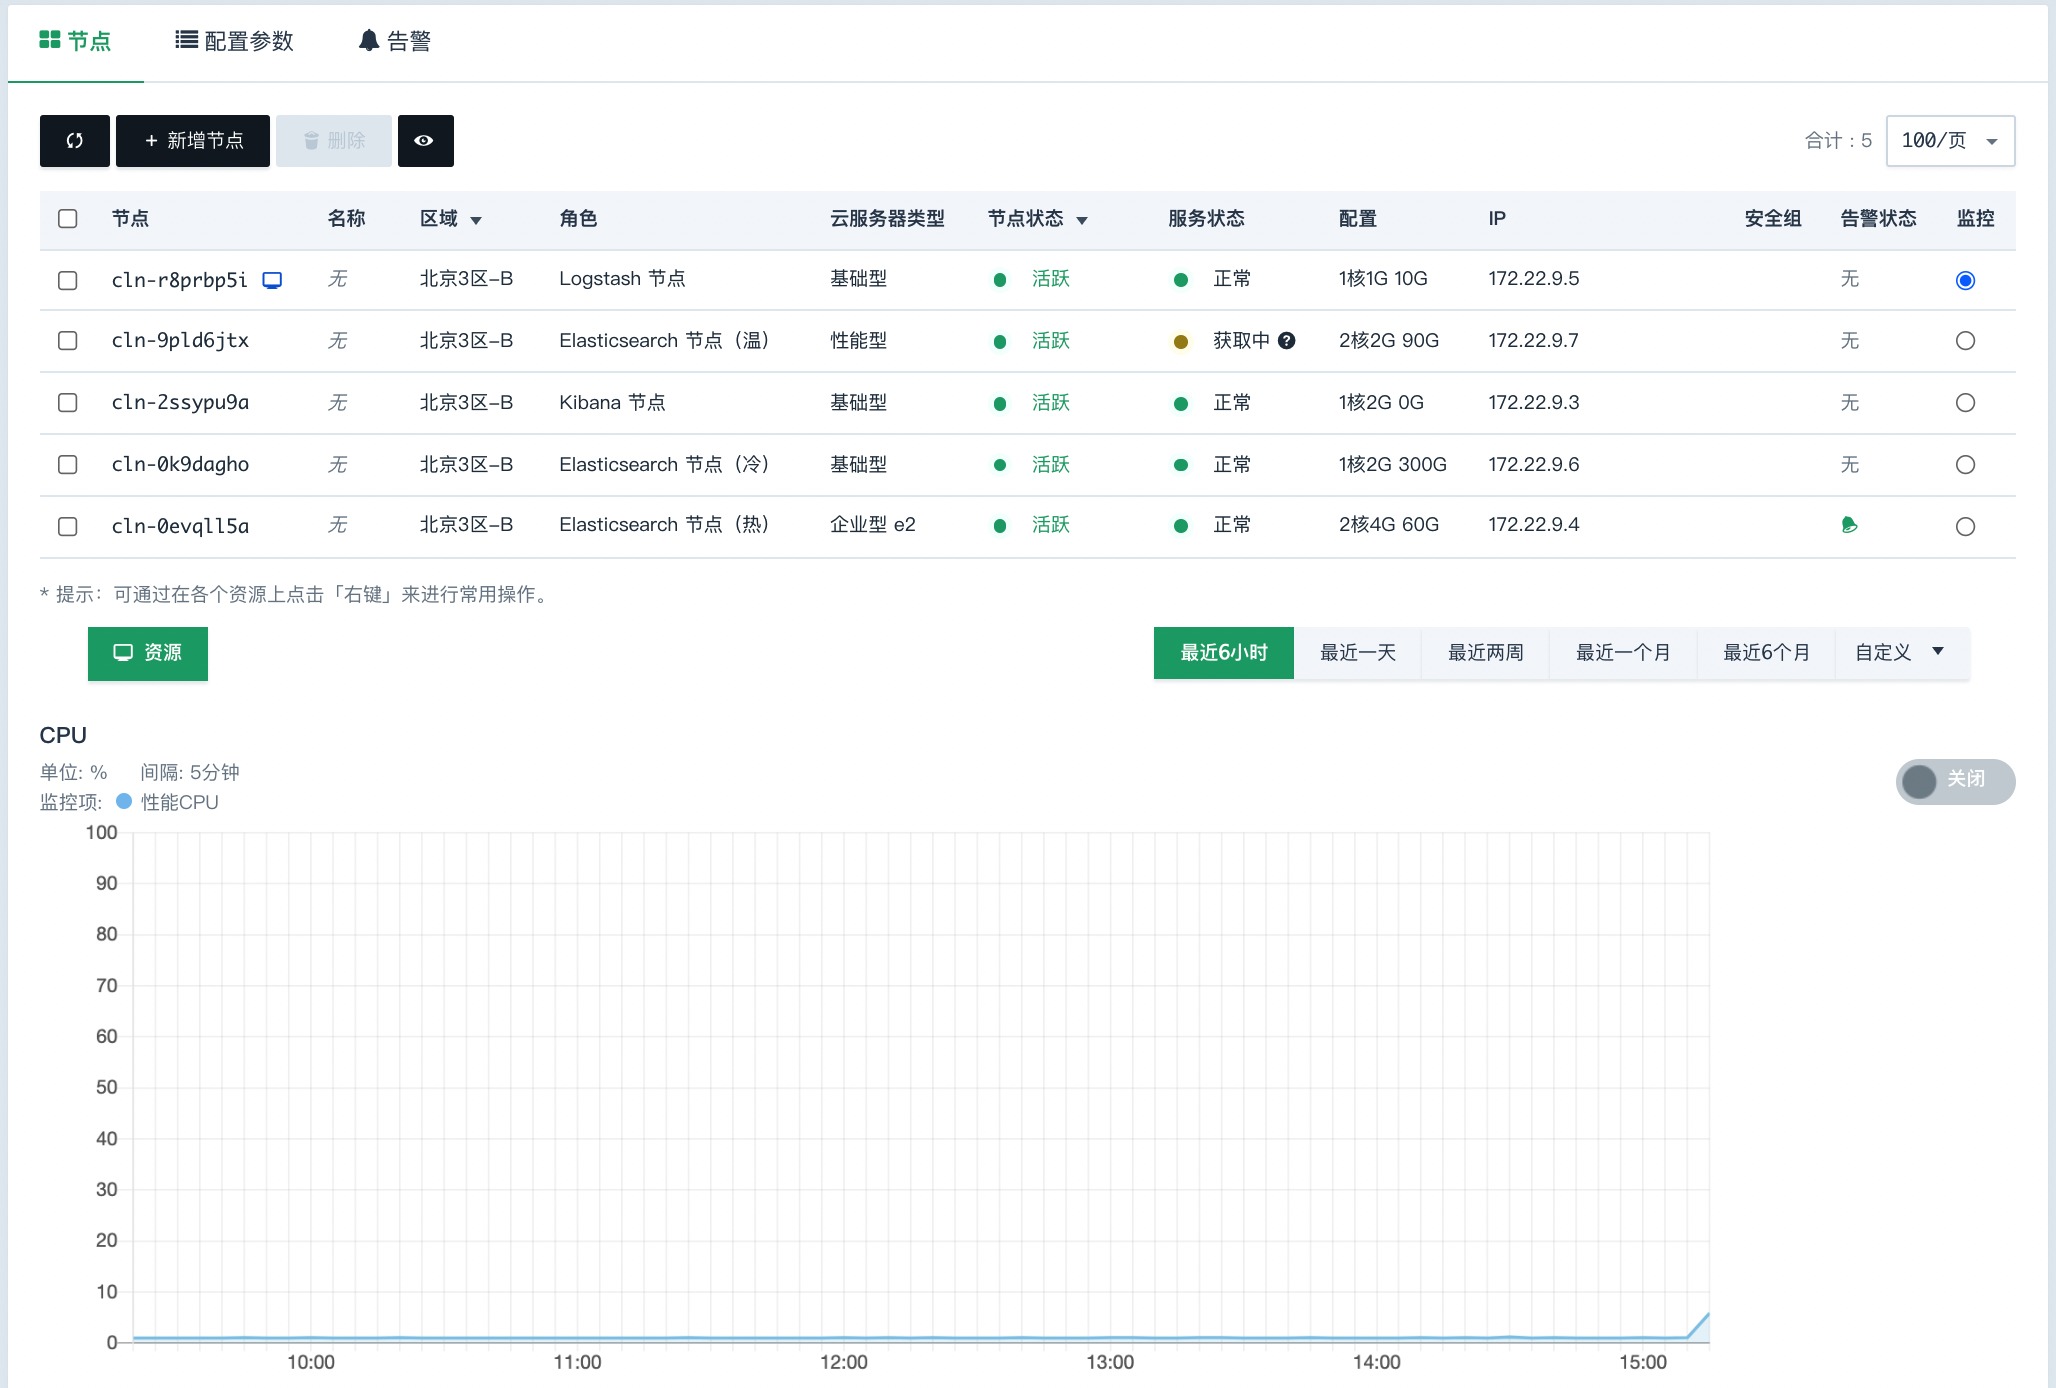 节点 配置参数 告警
新增节点 删除 合计：5 100/页
节点 名称 区域 角色 云服务器类型 节点状态 服务状态 配置 IP 安全组 告警状态 监控
cln-r8prbp5i 无 北京3区-B Logstash 节点 基础型 活跃 正常 1核1G 10G 172.22.9.5 无
cln-9pld6jtx 无 北京3区-B Elasticsearch 节点（温） 性能型 活跃 获取中 2核2G 90G 172.22.9.7 无
cln-2ssypu9a 无 北京3区-B Kibana 节点 基础型 活跃 正常 1核2G 0G 172.22.9.3 无
cln-0k9dagho 无 北京3区-B Elasticsearch 节点（冷） 基础型 活跃 正常 1核2G 300G 172.22.9.6 无
cln-0evqll5a 无 北京3区-B Elasticsearch 节点（热） 企业型 e2 活跃 正常 2核4G 60G 172.22.9.4
* 提示：可通过在各个资源上点击「右键」来进行常用操作。
资源 最近6小时 最近一天 最近两周 最近一个月 最近6个月 自定义
CPU
单位: % 间隔: 5分钟
关闭
监控项: 性能CPU
100
90
80
70
60
50
40
30
20
10
0
10:00 11:00 12:00 13:00 14:00 15:00